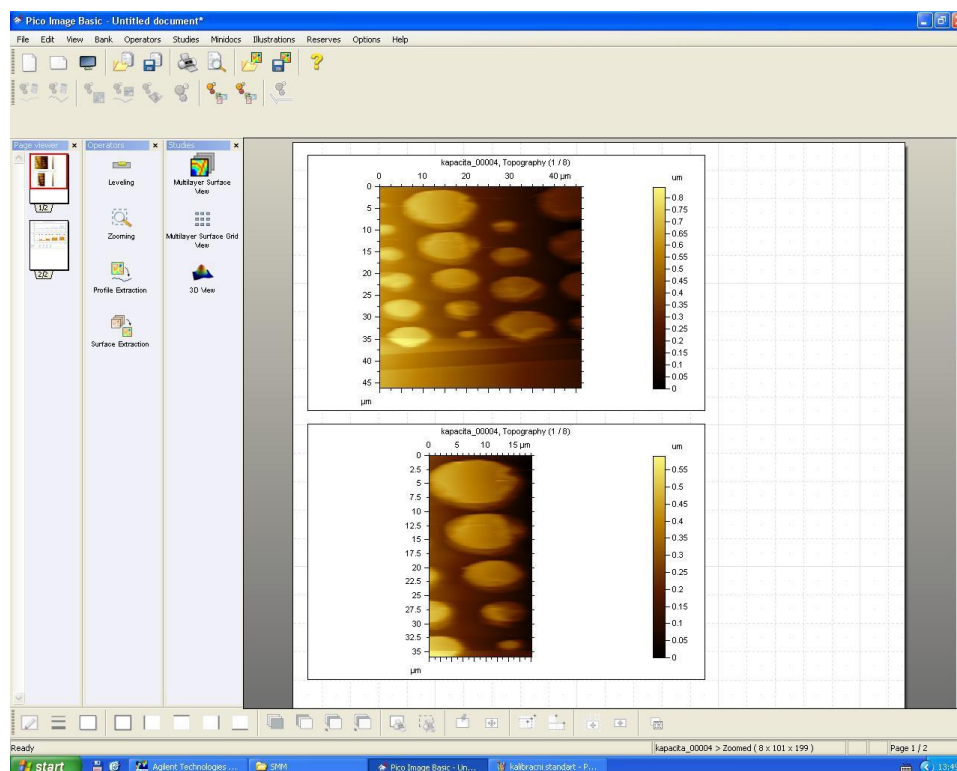 Pico Image Basic - Untitled document*
File Edit View Bank Operators Studies Minidocs Illustrations Reserves Options Help
Page viewer x
1/2
2/2
Operators x
Leveling
Zooming
Profile Extraction
Surface Extraction
Studies x
Multilayer Surface
View
Multilayer Surface Grid
View
3D View
kapacita_00004, Topography (1 / 8)
0 10 20 30 40 µm
0
5
10
15
20
25
30
35
40
45
µm
um
0.8
0.75
0.7
0.65
0.6
0.55
0.5
0.45
0.4
0.35
0.3
0.25
0.2
0.15
0.1
0.05
0
kapacita_00004, Topography (1 / 8)
0 5 10 15 µm
0
2.5
5
7.5
10
12.5
15
17.5
20
22.5
25
27.5
30
32.5
35
µm
um
0.55
0.5
0.45
0.4
0.35
0.3
0.25
0.2
0.15
0.1
0.05
0
Ready
kapacita_00004 > Zoomed ( 8 x 101 x 199 )
Page 1 / 2
start
Agilent Technologies ...
SMM
Pico Image Basic - Un...
kalibracni standart - P...